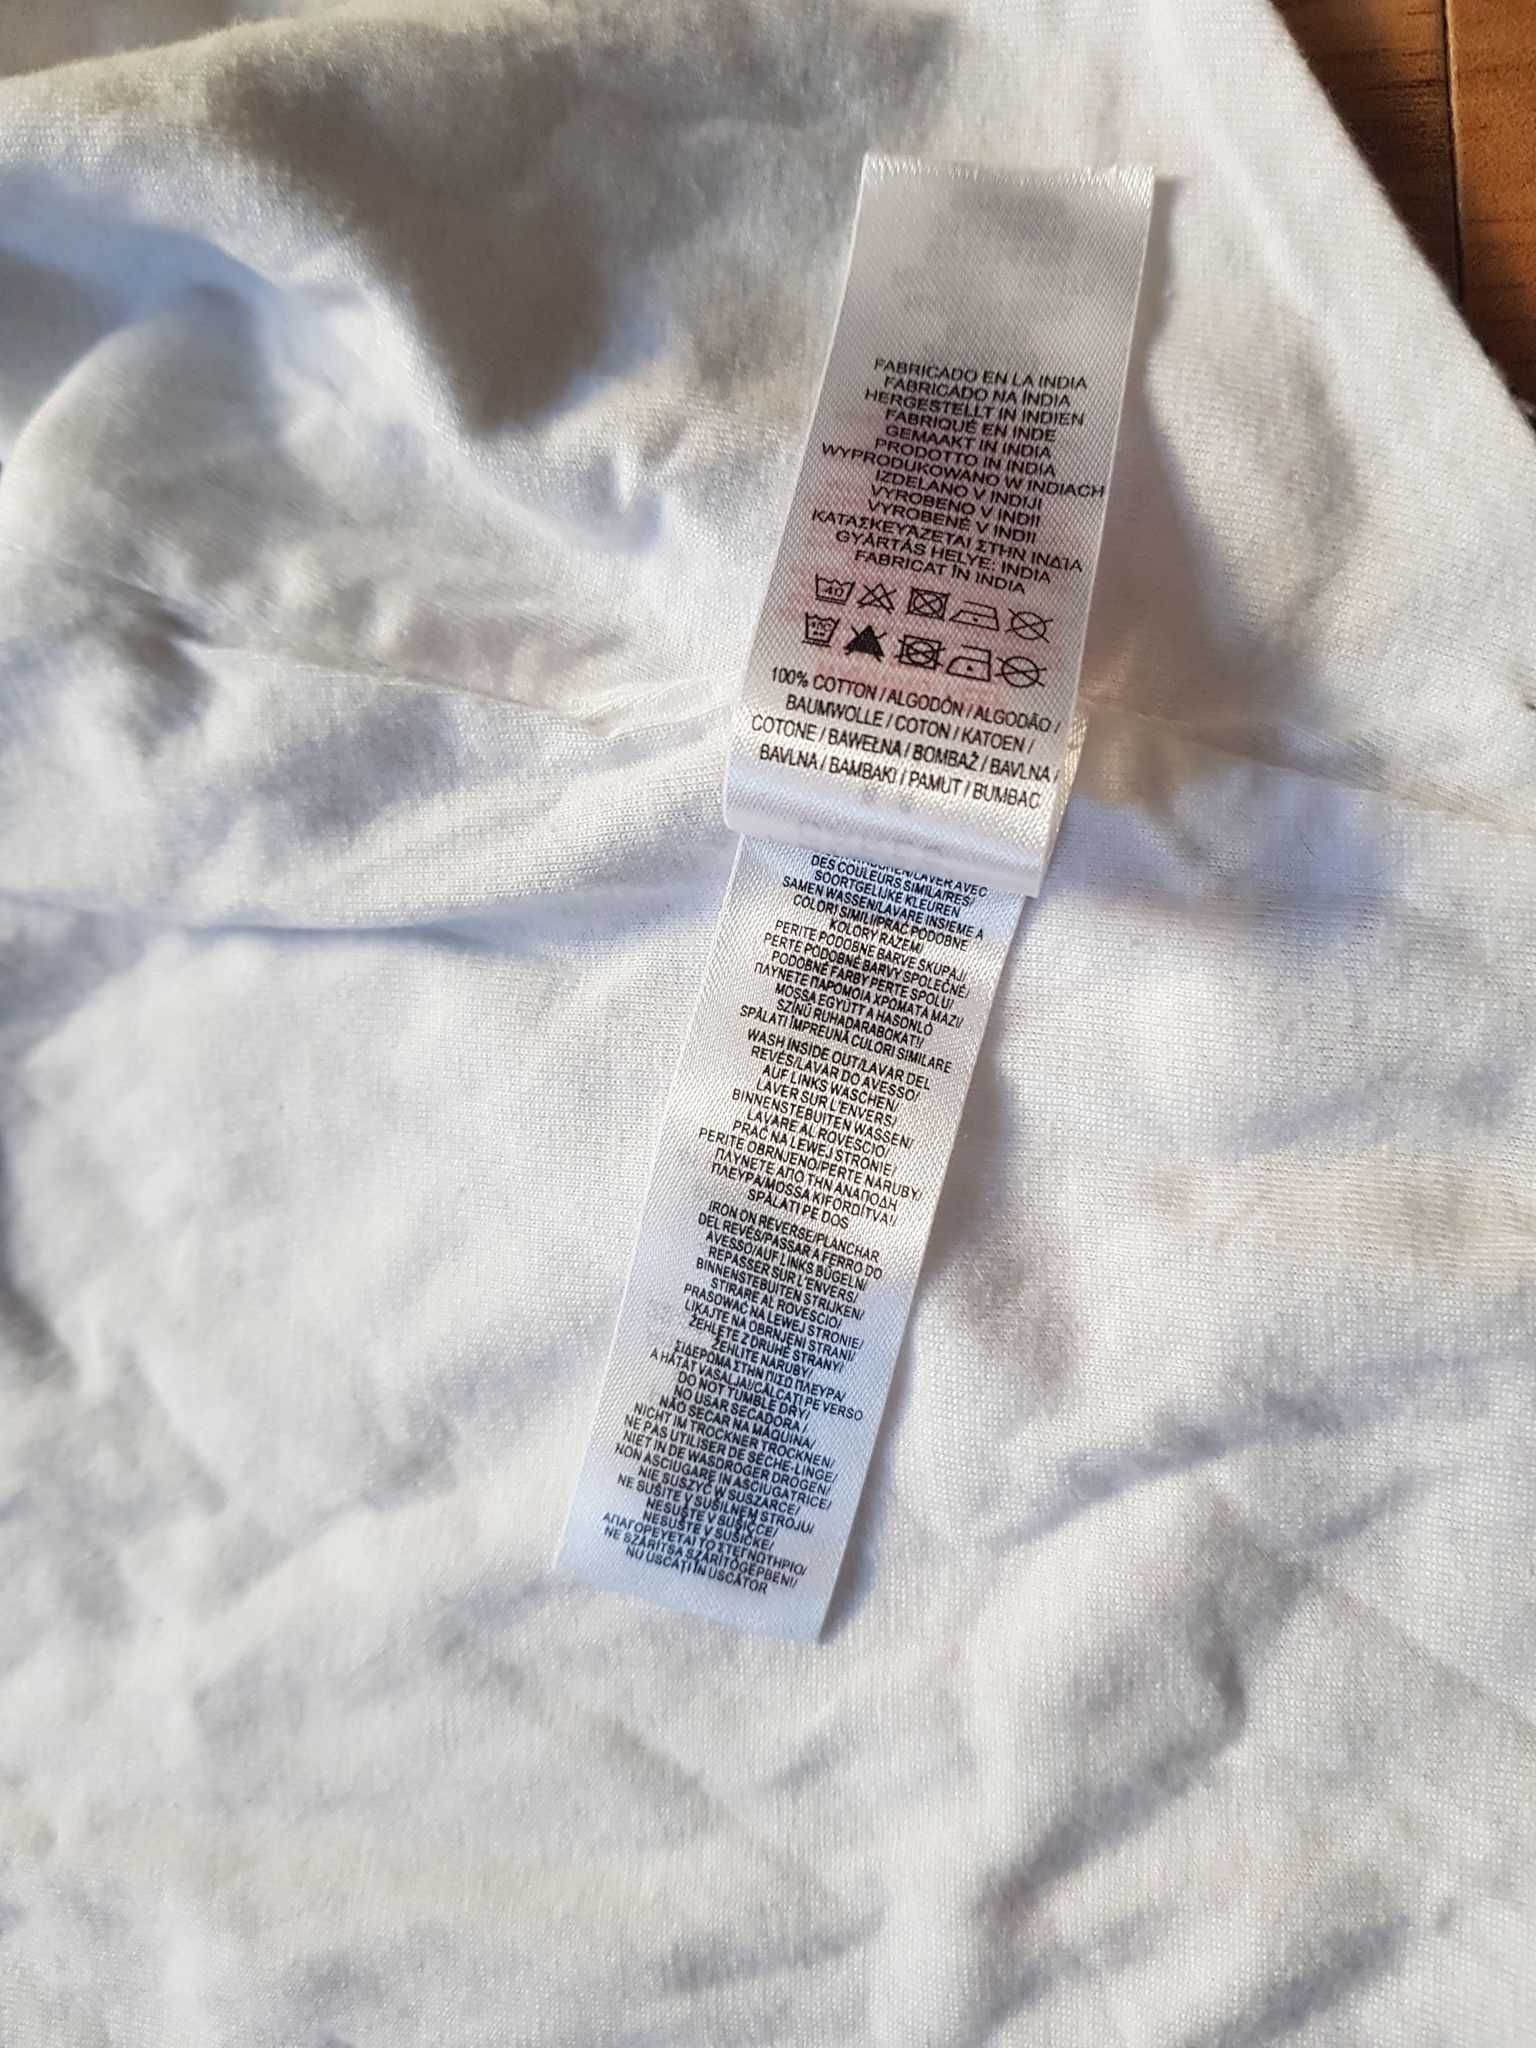 FABRICADO EN LA INDIA
FABRICADO NA ÍNDIA
HERGESTELLT IN INDIEN
FABRIQUÉ EN INDE
GEMAAKT IN INDIA
PRODOTTO IN INDIA
WYPRODUKOWANO W INDIACH
IZDELANO V INDIJI
VYROBENO V INDII
VYROBENÉ V INDII
ΚΑΤΑΣΚΕΥΆΖΕΤΑΙ ΣΤΗΝ ΙΝΔΊΑ
GYÁRTÁS HELYE: INDIA
FABRICAT ÎN INDIA
40
40°C
100% COTTON / ALGODÓN / ALGODÃO /
BAUMWOLLE / COTON / KATOEN /
COTONE / BAWEŁNA / BOMBAŽ / BAVLNA /
BAVLNA / BAMBAKI / PAMUT / BUMBAC
DES COULEURS SIMILAIRES/
SOORTGELIJKE KLEUREN
SAMEN WASSEN/LAVARE INSIEME A
COLORI SIMILI/PRAĆ PODOBNE
KOLORY RAZEM/
PERITE PODOBNE BARVE SKUPAJ/
PERTE PODOBNÉ BARVY SPOLEČNĚ/
PODOBNÉ FARBY PERTE SPOLU/
ΠΛΥΝΕΤΕ ΠΑΡΟΜΟΙΑ ΧΡΩΜΑΤΑ ΜΑΖΙ/
MOSSA EGYÜTT A HASONLÓ
SZÍNŰ RUHADARABOKAT!/
SPĂLAȚI ÎMPREUNĂ CULORI SIMILARE
WASH INSIDE OUT/LAVAR DEL
REVÉS/LAVAR DO AVESSO/
AUF LINKS WASCHEN/
LAVER SUR L'ENVERS/
BINNENSTEBUITEN WASSEN/
LAVARE AL ROVESCIO/
PRAĆ NA LEWEJ STRONIE/
PERITE OBRNJENO/PERTE NARUBY/
ΠΛΥΝΕΤΕ ΑΠΟ ΤΗΝ ΑΝΑΠΟΔΗ
ΠΛΕΥΡΑ/MOSSA KIFORDÍTVA!/
SPĂLAȚI PE DOS
IRON ON REVERSE/PLANCHAR
DEL REVÉS/PASSAR A FERRO DO
AVESSO/AUF LINKS BÜGELN/
REPASSER SUR L'ENVERS/
BINNENSTEBUITEN STRIJKEN/
STIRARE AL ROVESCIO/
PRASOWAĆ NA LEWEJ STRONIE/
LIKAJTE NA OBRNJENI STRANI/
ŽEHLETE Z DRUHÉ STRANY/
ŽEHLITE NARUBY/
ΣΙΔΕΡΩΜΑ ΣΤΗΝ ΠΙΣΩ ΠΛΕΥΡΑ/
A HÁTÁT VASALJA!/CĂLCAȚI PE VERSO
DO NOT TUMBLE DRY/
NO USAR SECADORA /
NÃO SECAR NA MÁQUINA/
NICHT IM TROCKNER TROCKNEN/
NE PAS UTILISER DE SÈCHE-LINGE/
NIET IN DE WASDROGER DROGEN/
NON ASCIUGARE IN ASCIUGATRICE/
NIE SUSZYĆ W SUSZARCE/
NE SUŠITE V SUŠILNEM STROJU/
NESUŠTE V SUŠIČCE/
NESUŠTE V SUŠIČKE/
ΑΠΑΓΟΡΕΥΕΤΑΙ ΤΟ ΣΤΕΓΝΩΤΗΡΙΟ/
NE SZÁRÍTSA SZÁRÍTÓGÉPBEN!/
NU USCAȚI ÎN USCĂTOR